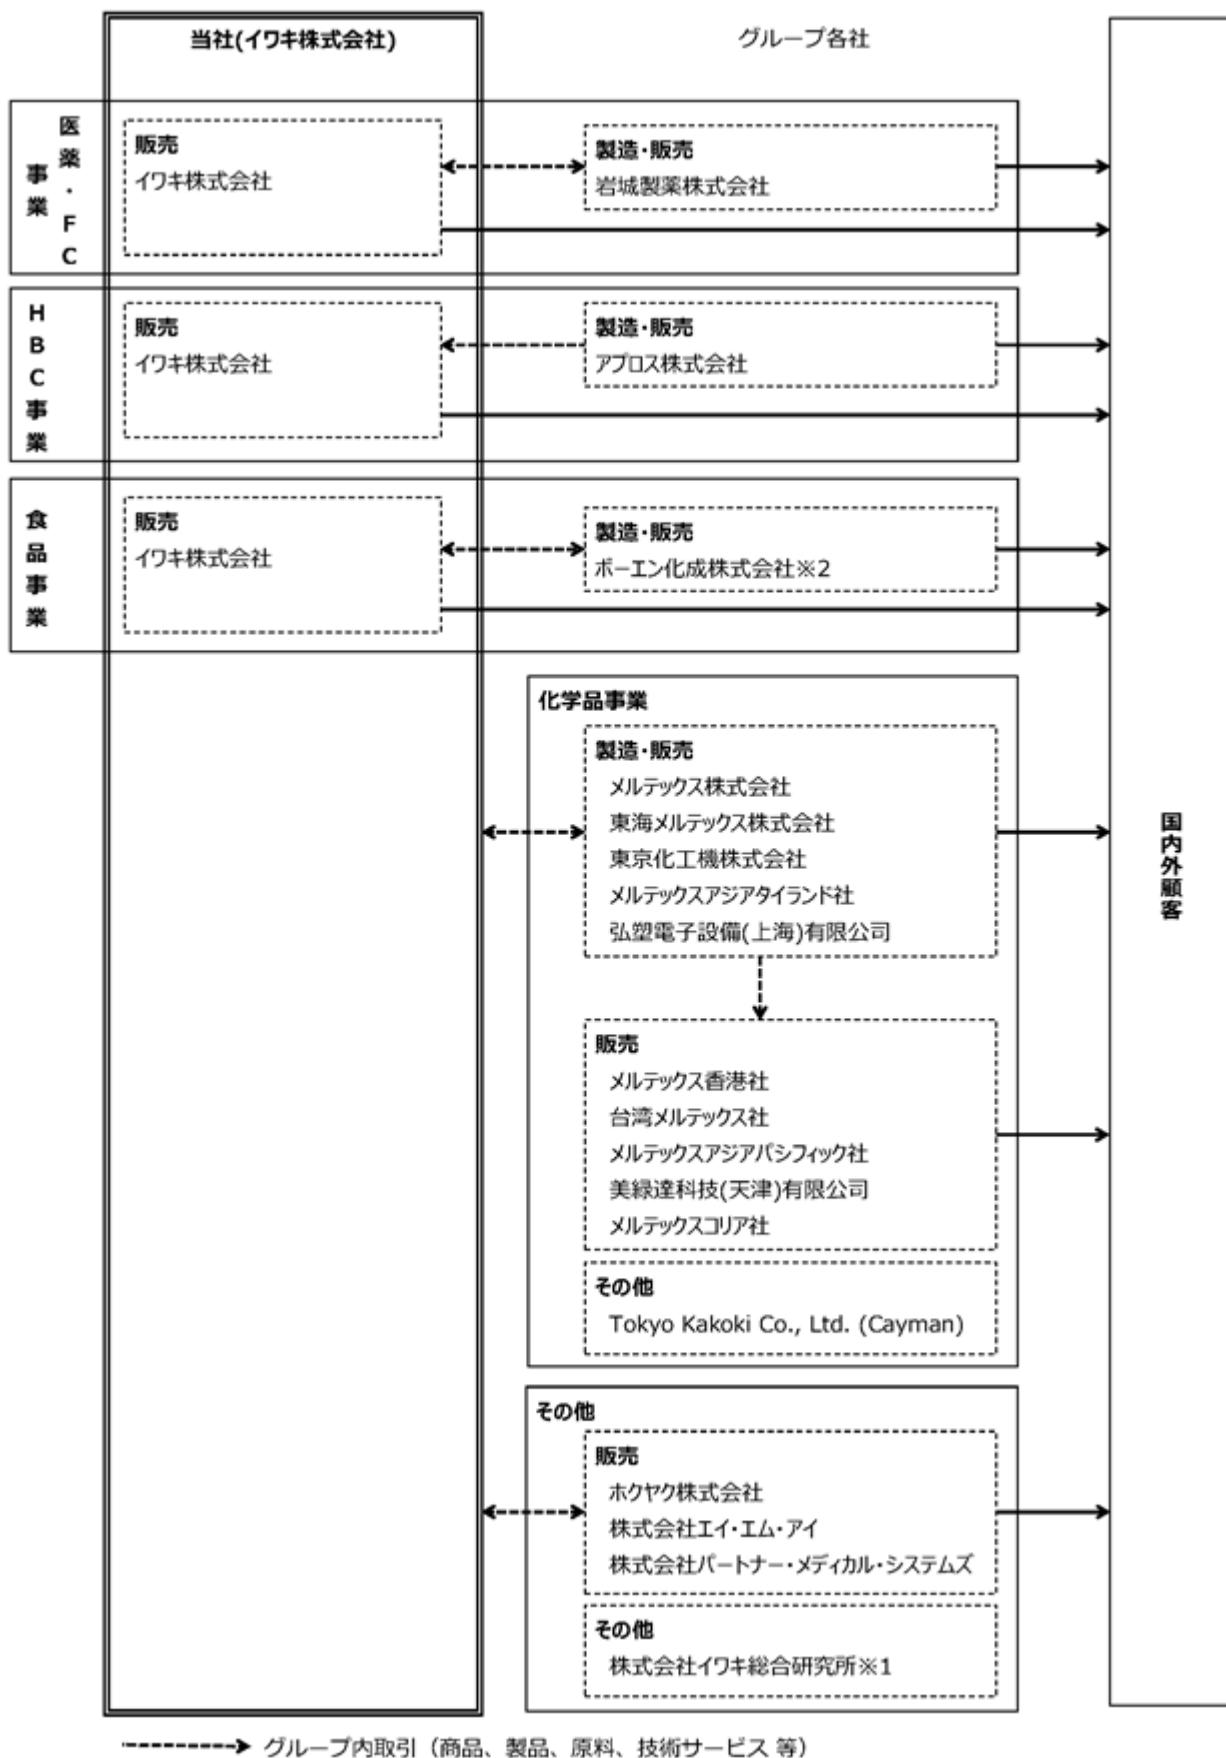 当社(イワキ株式会社)
グループ各社
医薬・FC
事業
販売
イワキ株式会社
製造・販売
岩城製薬株式会社
HBC事業
販売
イワキ株式会社
製造・販売
アプロス株式会社
食品事業
販売
イワキ株式会社
製造・販売
ボーエン化成株式会社※2
化学品事業
製造・販売
メルテックス株式会社
東海メルテックス株式会社
東京化工機株式会社
メルテックスアジアタイランド社
弘塑電子設備(上海)有限公司
販売
メルテックス香港社
台湾メルテックス社
メルテックスアジアパシフィック社
美緑達科技(天津)有限公司
メルテックスコリア社
その他
Tokyo Kakoki Co., Ltd. (Cayman)
その他
販売
ホクヤク株式会社
株式会社エイ・エム・アイ
株式会社パートナー・メディカル・システムズ
その他
株式会社イワキ総合研究所※1
国内外顧客
グループ内取引（商品、製品、原料、技術サービス 等）